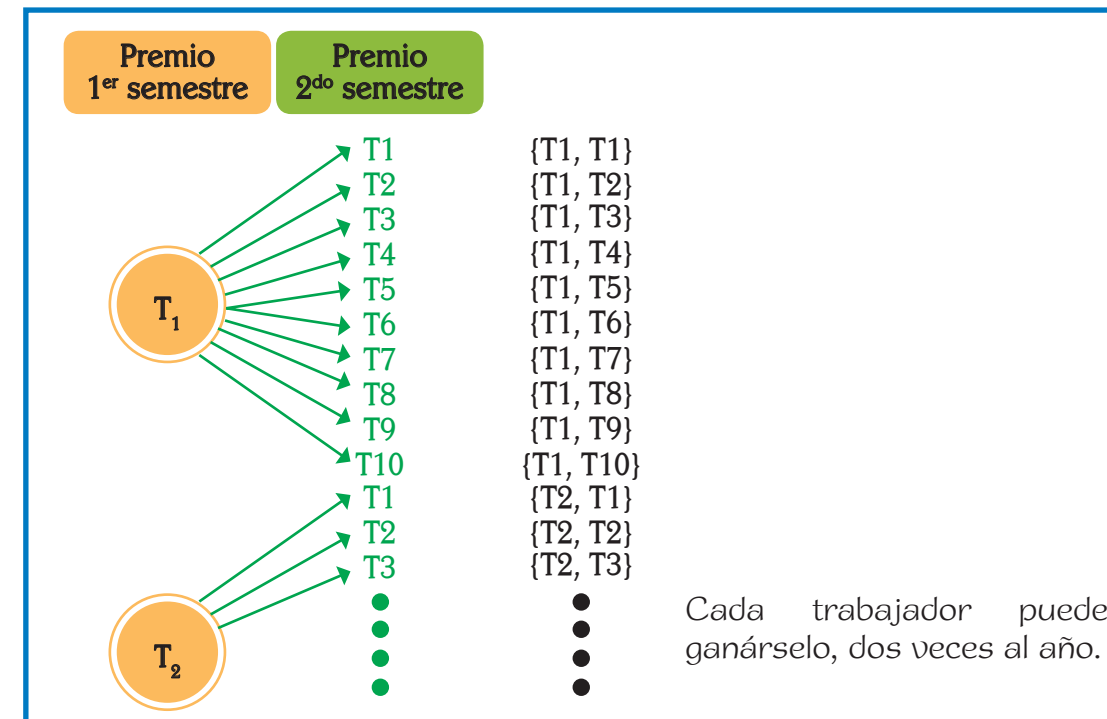 Premio
1er semestre
Premio
2do semestre
T1 {T1, T1}
T2 {T1, T2}
T3 {T1, T3}
T4 {T1, T4}
T5 {T1, T5}
T6 {T1, T6}
T7 {T1, T7}
T8 {T1, T8}
T9 {T1, T9}
T10 {T1, T10}
T1
T1 {T2, T1}
T2 {T2, T2}
T3 {T2, T3}
T2
Cada trabajador puede
ganárselo, dos veces al año.